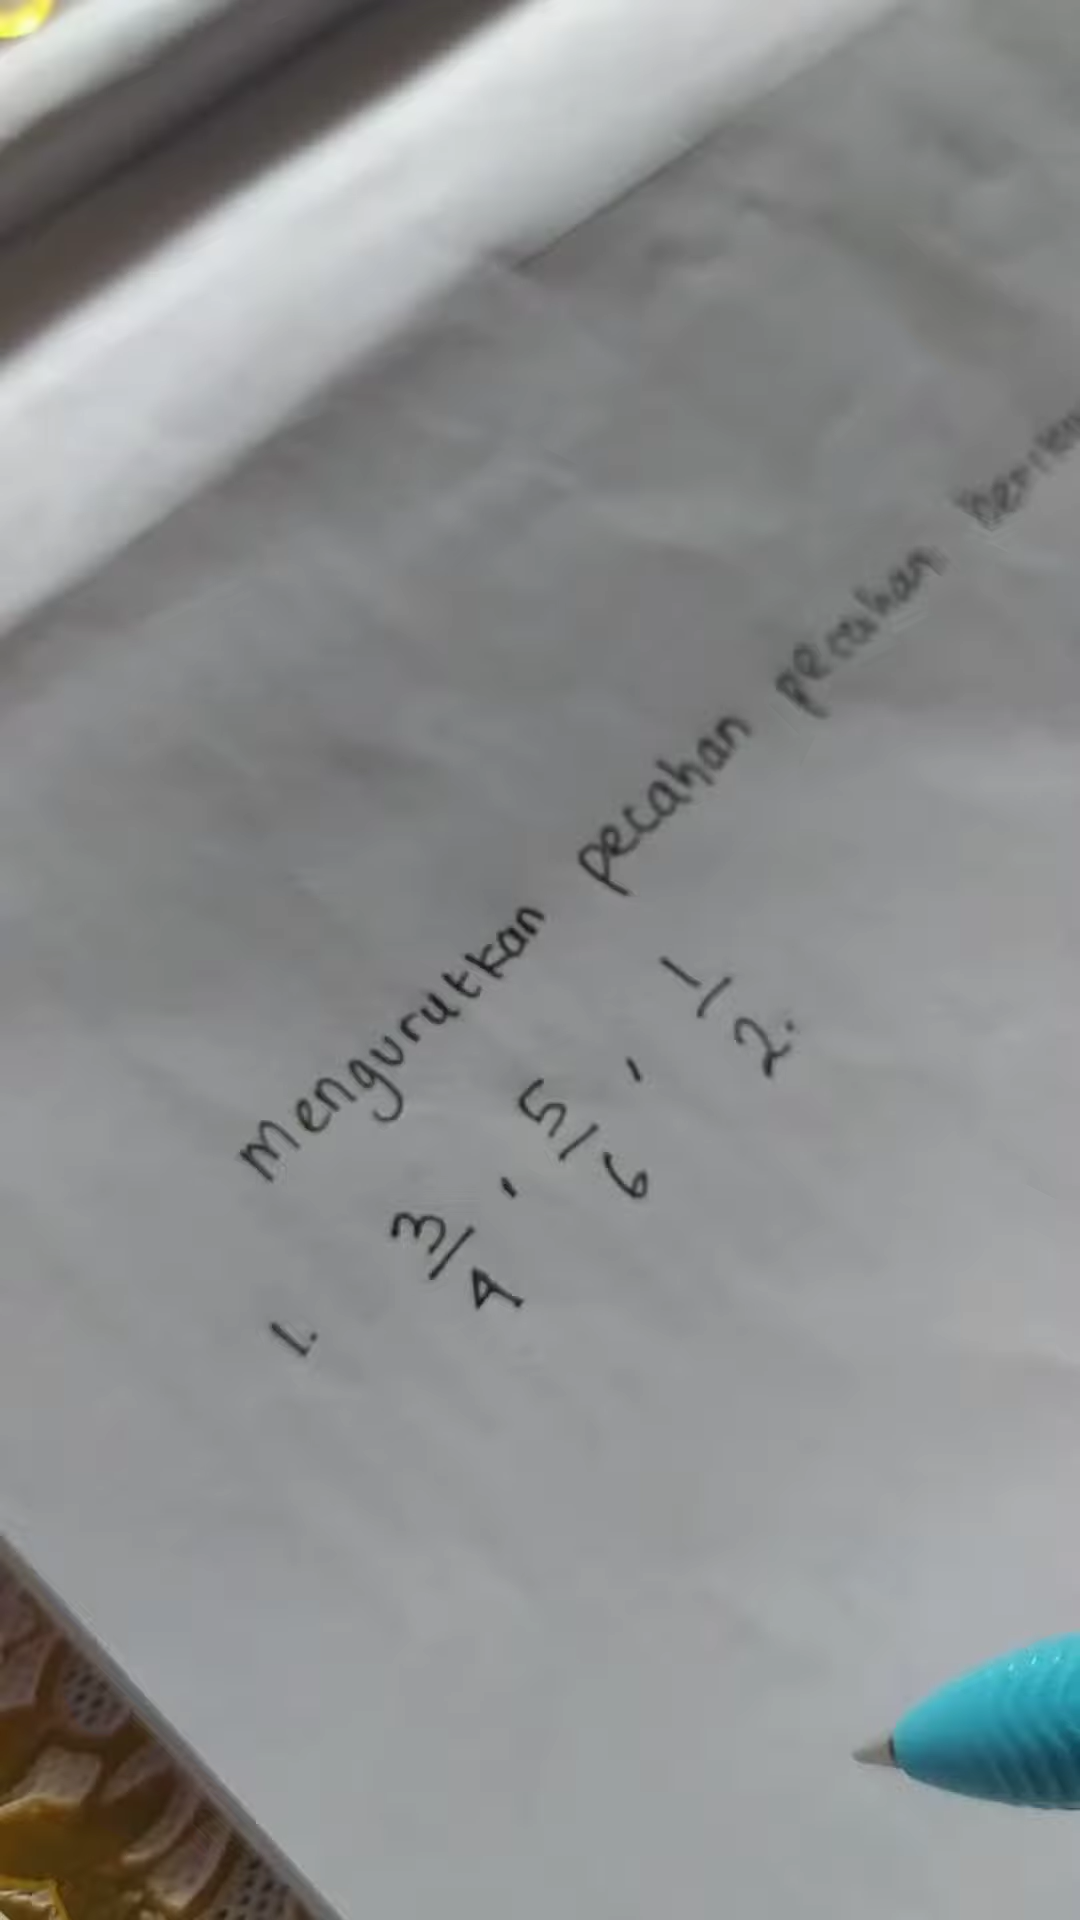 mengurutkan pecahan pecahan
1. 3/4 , 5/6 , 1/2.